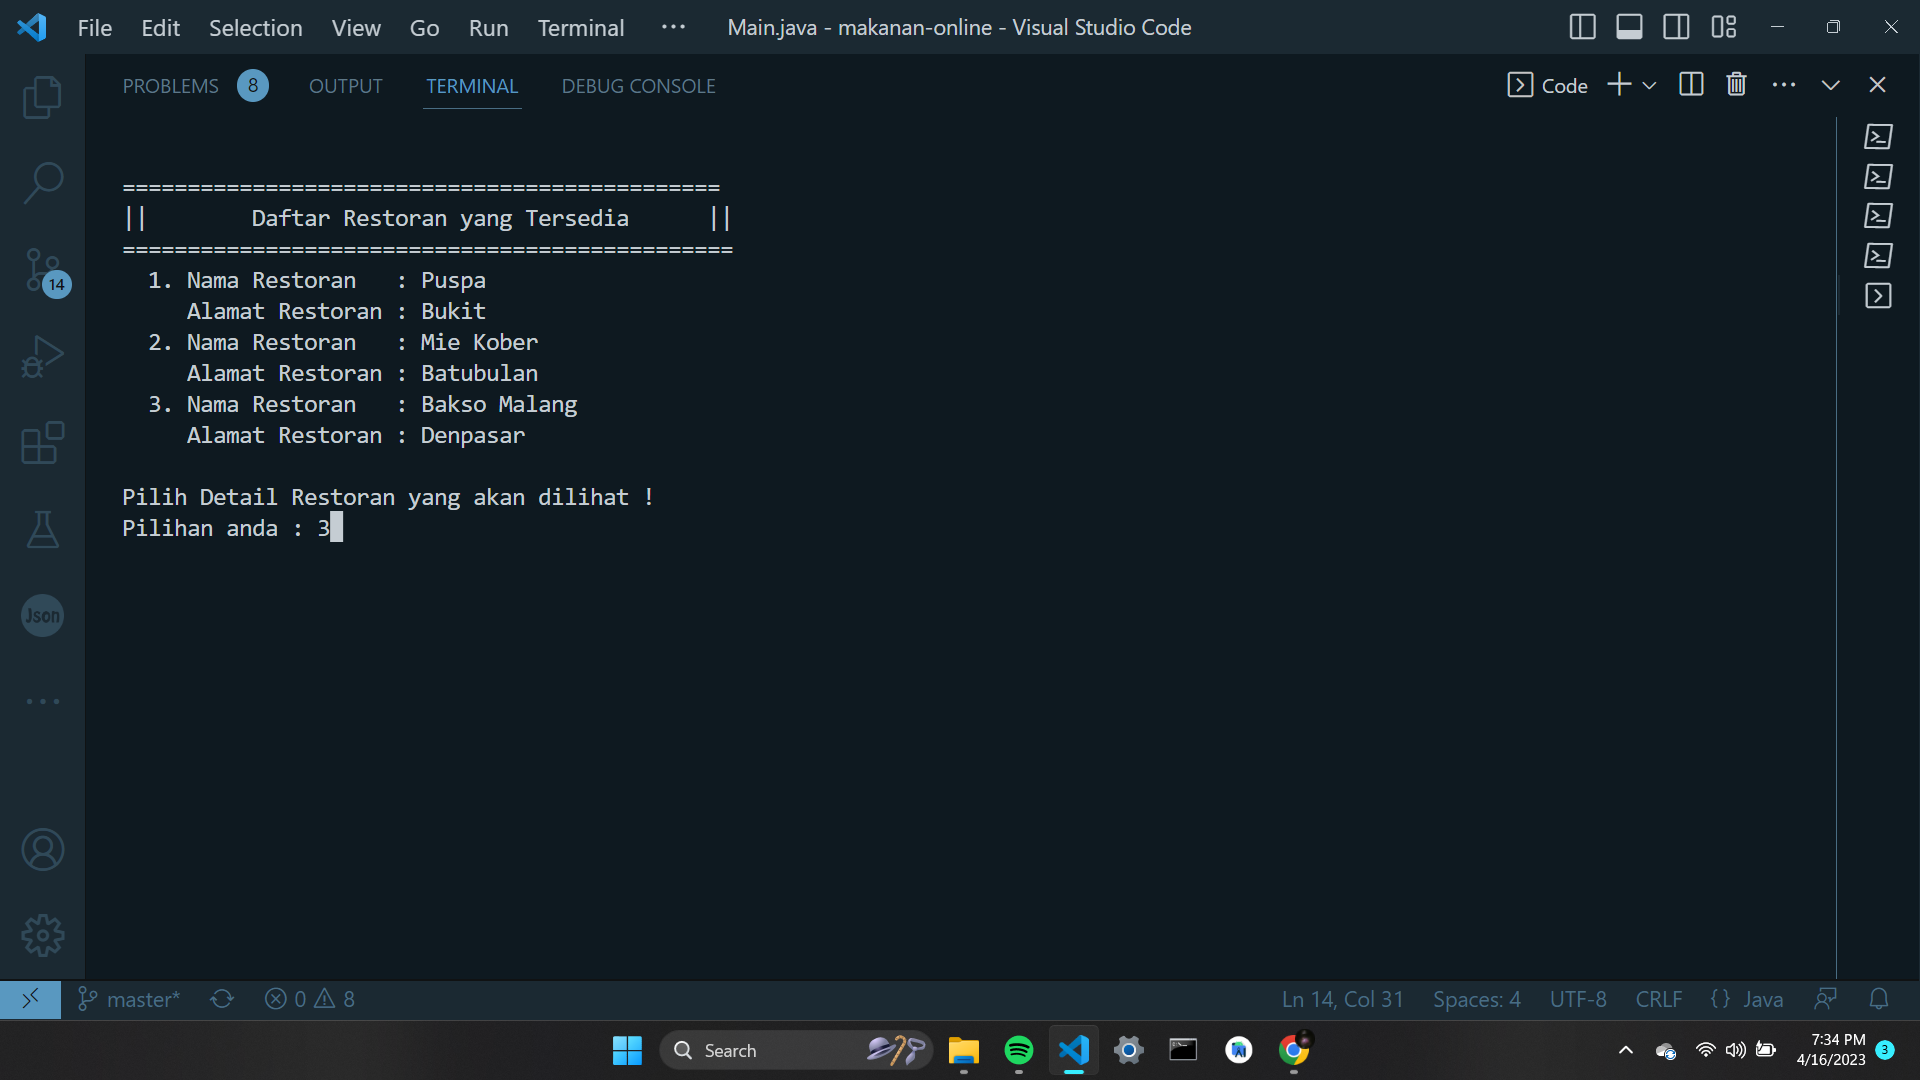 File Edit Selection View Go Run Terminal ··· Main.java - makanan-online - Visual Studio Code
PROBLEMS 8 OUTPUT TERMINAL DEBUG CONSOLE Code
==============================================
||        Daftar Restoran yang Tersedia      ||
===============================================
  1. Nama Restoran   : Puspa
     Alamat Restoran : Bukit
  2. Nama Restoran   : Mie Kober
     Alamat Restoran : Batubulan
  3. Nama Restoran   : Bakso Malang
     Alamat Restoran : Denpasar
Pilih Detail Restoran yang akan dilihat !
Pilihan anda : 3
14
Json
master* 0 8 Ln 14, Col 31 Spaces: 4 UTF-8 CRLF {} Java
Search
7:34 PM
4/16/2023 3